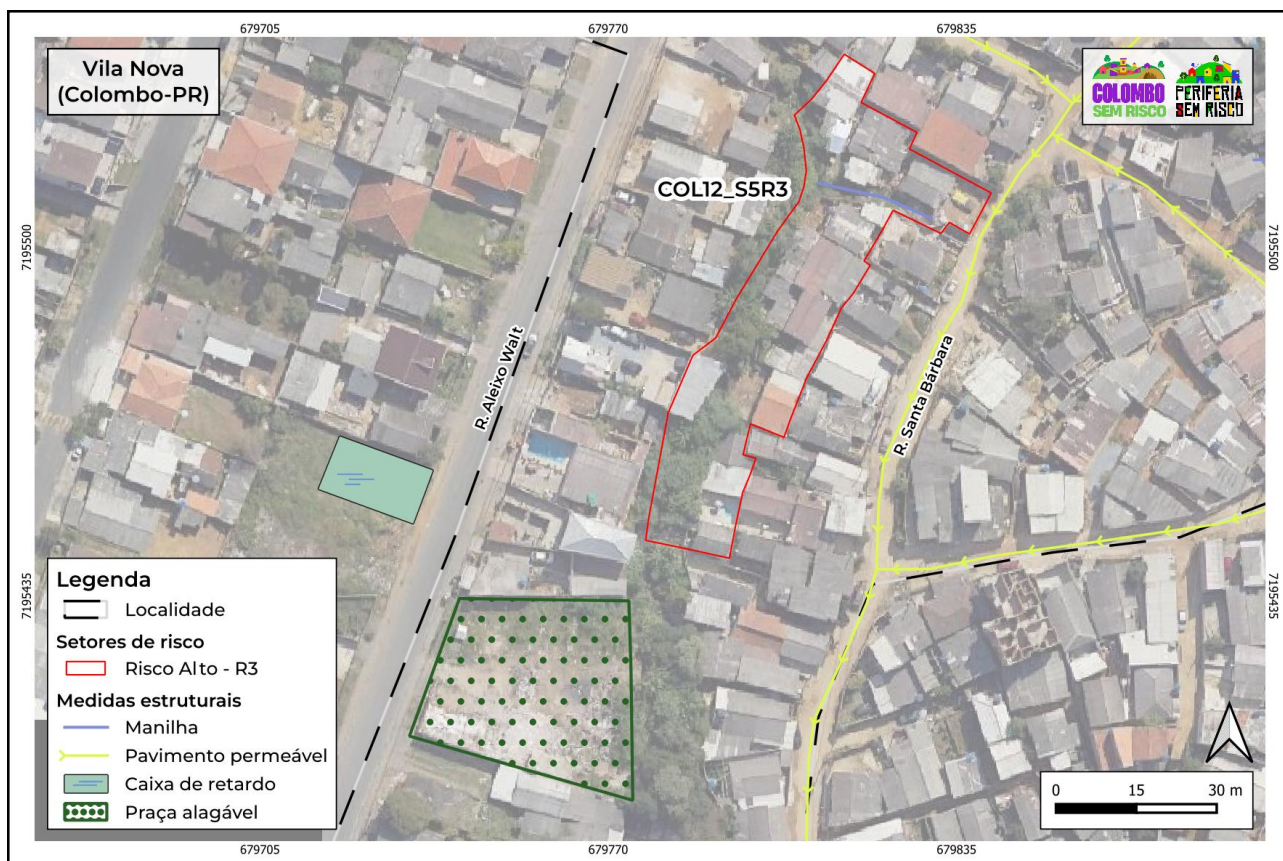 679705
679770
679835
Vila Nova
(Colombo-PR)
COLOMBO
SEM RISCO
PERIFERIA
SEM RISCO
COL12_S5R3
7195500
7195500
R. Aleixo Walt
R. Santa Bárbara
7195435
7195435
Legenda
Localidade
Setores de risco
Risco Alto - R3
Medidas estruturais
Manilha
Pavimento permeável
Caixa de retardo
Praça alagável
0 15 30 m
679705
679770
679835